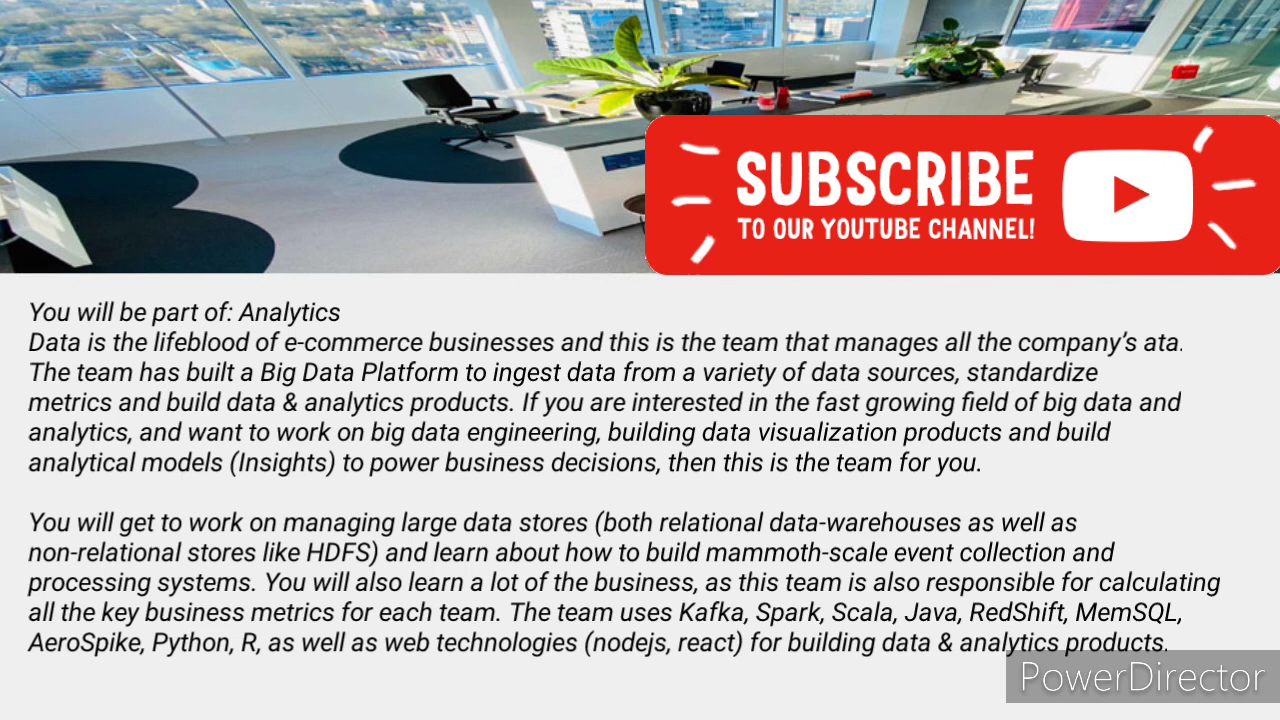 SUBSCRIBE
TO OUR YOUTUBE CHANNEL!
You will be part of: Analytics
Data is the lifeblood of e-commerce businesses and this is the team that manages all the company’s ata.
The team has built a Big Data Platform to ingest data from a variety of data sources, standardize
metrics and build data & analytics products. If you are interested in the fast growing field of big data and
analytics, and want to work on big data engineering, building data visualization products and build
analytical models (Insights) to power business decisions, then this is the team for you.
You will get to work on managing large data stores (both relational data-warehouses as well as
non-relational stores like HDFS) and learn about how to build mammoth-scale event collection and
processing systems. You will also learn a lot of the business, as this team is also responsible for calculating
all the key business metrics for each team. The team uses Kafka, Spark, Scala, Java, RedShift, MemSQL,
AeroSpike, Python, R, as well as web technologies (nodejs, react) for building data & analytics products.
PowerDirector